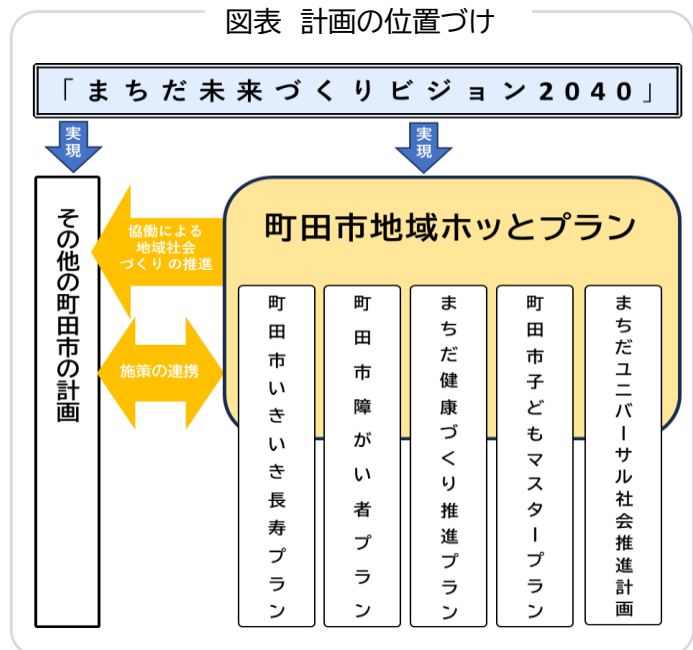 図表 計画の位置づけ
「まちだ未来づくりビジョン2040」
実
現
実
現
その他の町田市の計画
協働による
地域社会
づくり の推進
施策の連携
町田市地域ホッとプラン
町田市いきいき長寿プラン
町田市障がい者プラン
まちだ健康づくり推進プラン
町田市子どもマスタープラン
まちだユニバーサル社会推進計画